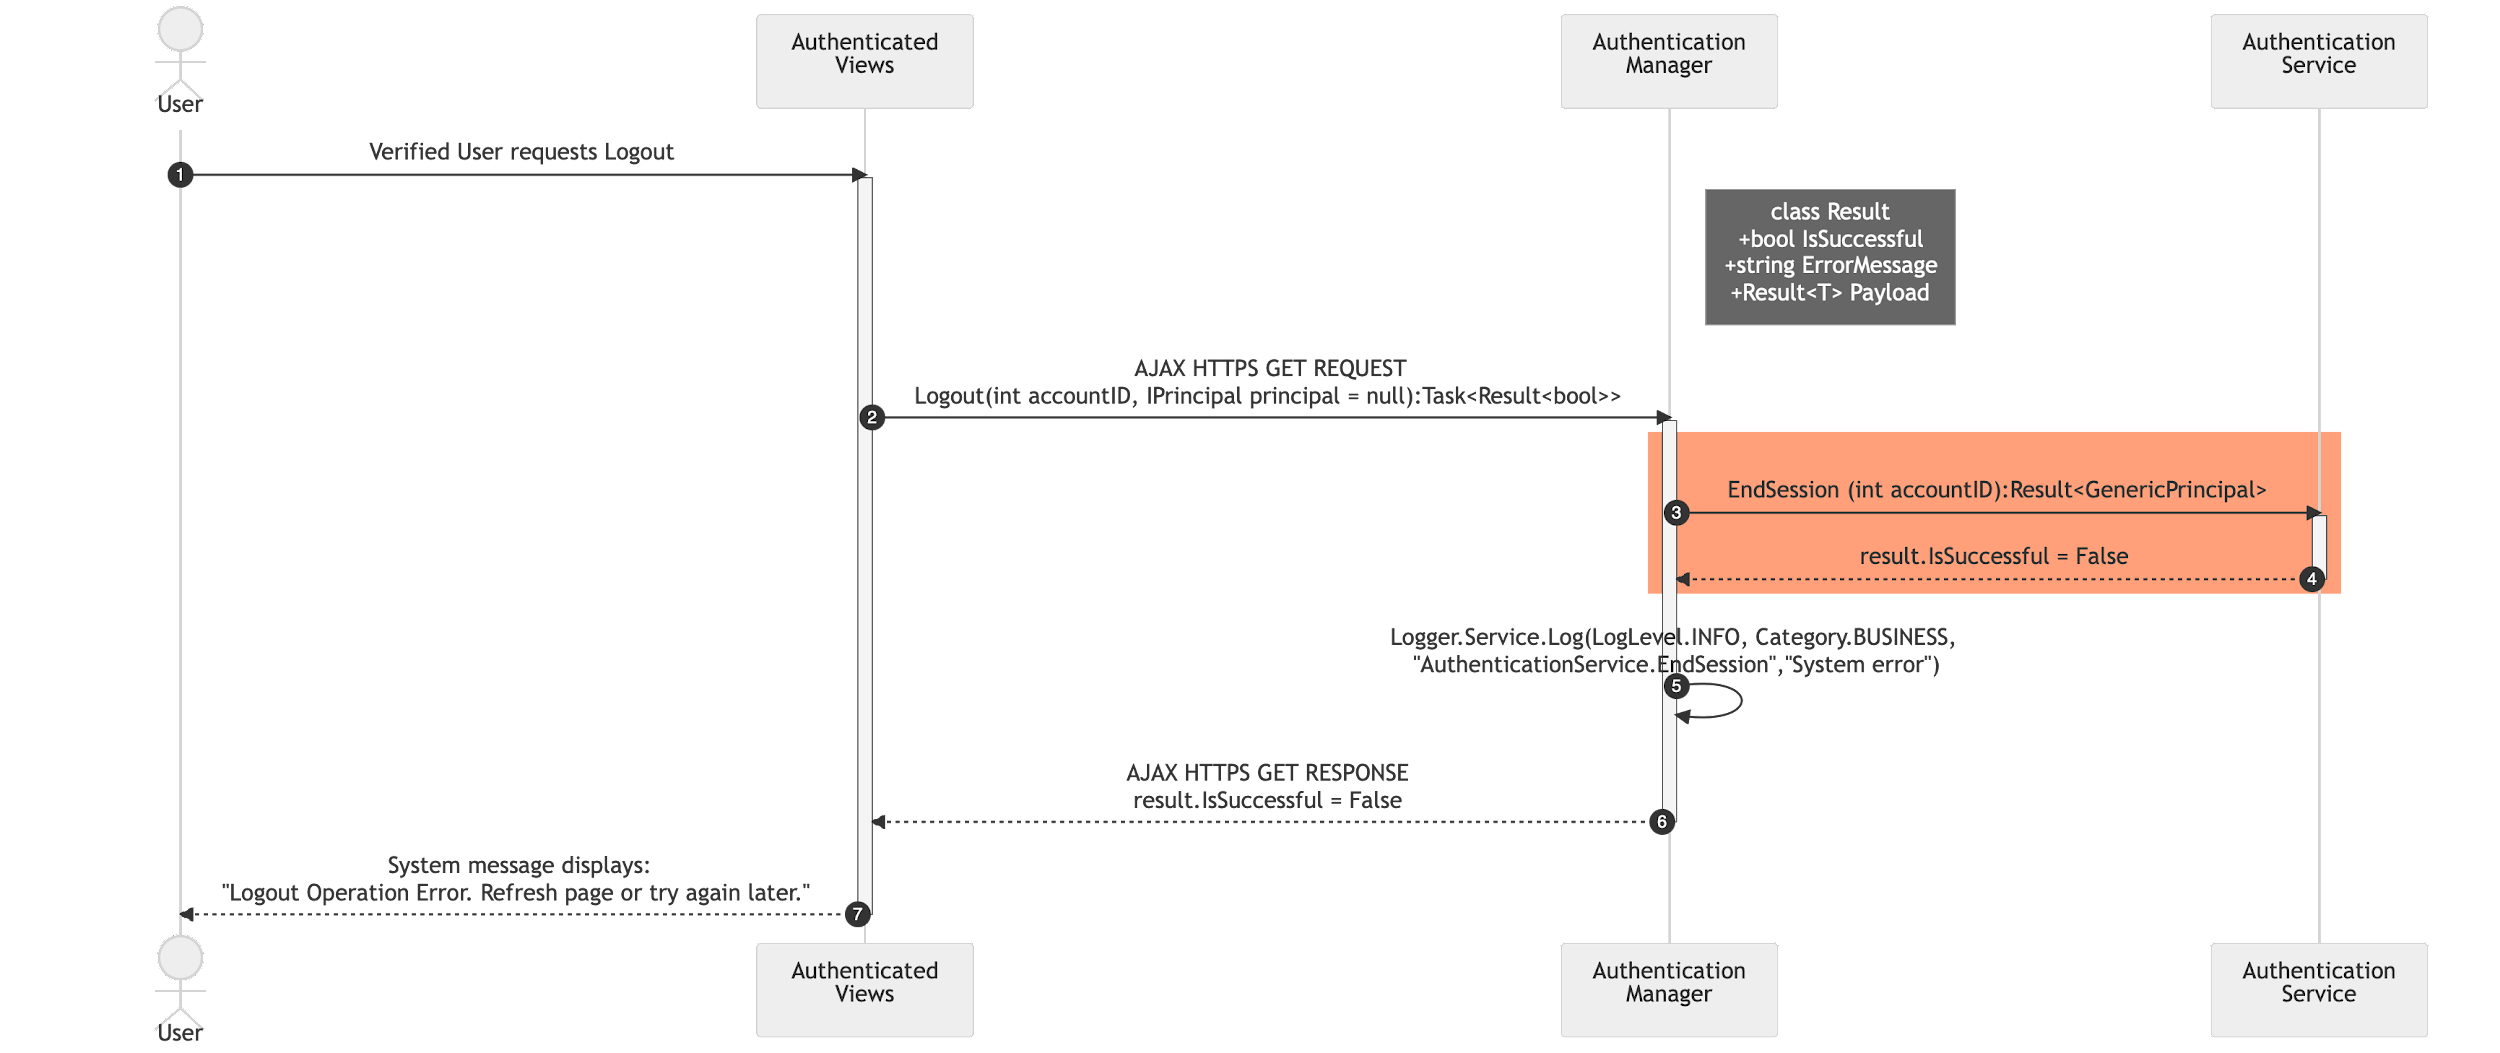 User
Authenticated
Views
Authentication
Manager
Authentication
Service
Verified User requests Logout
1
class Result
+bool IsSuccessful
+string ErrorMessage
+Result<T> Payload
AJAX HTTPS GET REQUEST
Logout(int accountID, IPrincipal principal = null):Task<Result<bool>>
2
EndSession (int accountID):Result<GenericPrincipal>
3
result.IsSuccessful = False
4
Logger.Service.Log(LogLevel.INFO, Category.BUSINESS,
"AuthenticationService.EndSession","System error")
5
AJAX HTTPS GET RESPONSE
result.IsSuccessful = False
6
System message displays:
"Logout Operation Error. Refresh page or try again later."
7
User
Authenticated
Views
Authentication
Manager
Authentication
Service